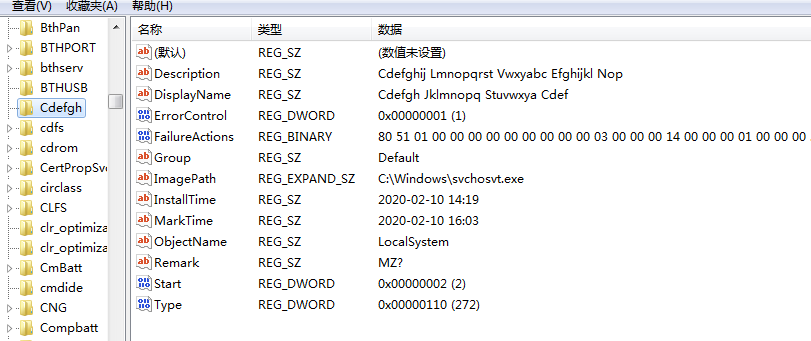 查看(V) 收藏夹(A) 帮助(H)
BthPan
BTHPORT
bthserv
BTHUSB
Cdefgh
cdfs
cdrom
CertPropSvc
circlass
CLFS
clr_optimiza
clr_optimiza
CmBatt
cmdide
CNG
Compbatt
名称 类型 数据
(默认) REG_SZ (数值未设置)
Description REG_SZ Cdefghij Lmnopqrst Vwxyabc Efghijkl Nop
DisplayName REG_SZ Cdefgh Jklmnopq Stuvwxya Cdef
ErrorControl REG_DWORD 0x00000001 (1)
FailureActions REG_BINARY 80 51 01 00 00 00 00 00 00 00 00 00 03 00 00 00 14 00 00 00 01 00 00 00
Group REG_SZ Default
ImagePath REG_EXPAND_SZ C:\Windows\svchosvt.exe
InstallTime REG_SZ 2020-02-10 14:19
MarkTime REG_SZ 2020-02-10 16:03
ObjectName REG_SZ LocalSystem
Remark REG_SZ MZ?
Start REG_DWORD 0x00000002 (2)
Type REG_DWORD 0x00000110 (272)